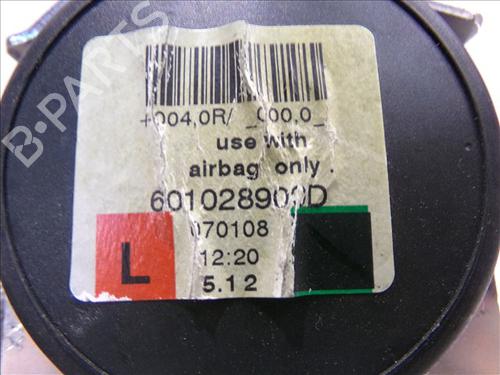 B-PARTS
+004,0R/ _000,0_
use with
airbag only .
601028900D
070108
L
12:20
5.12